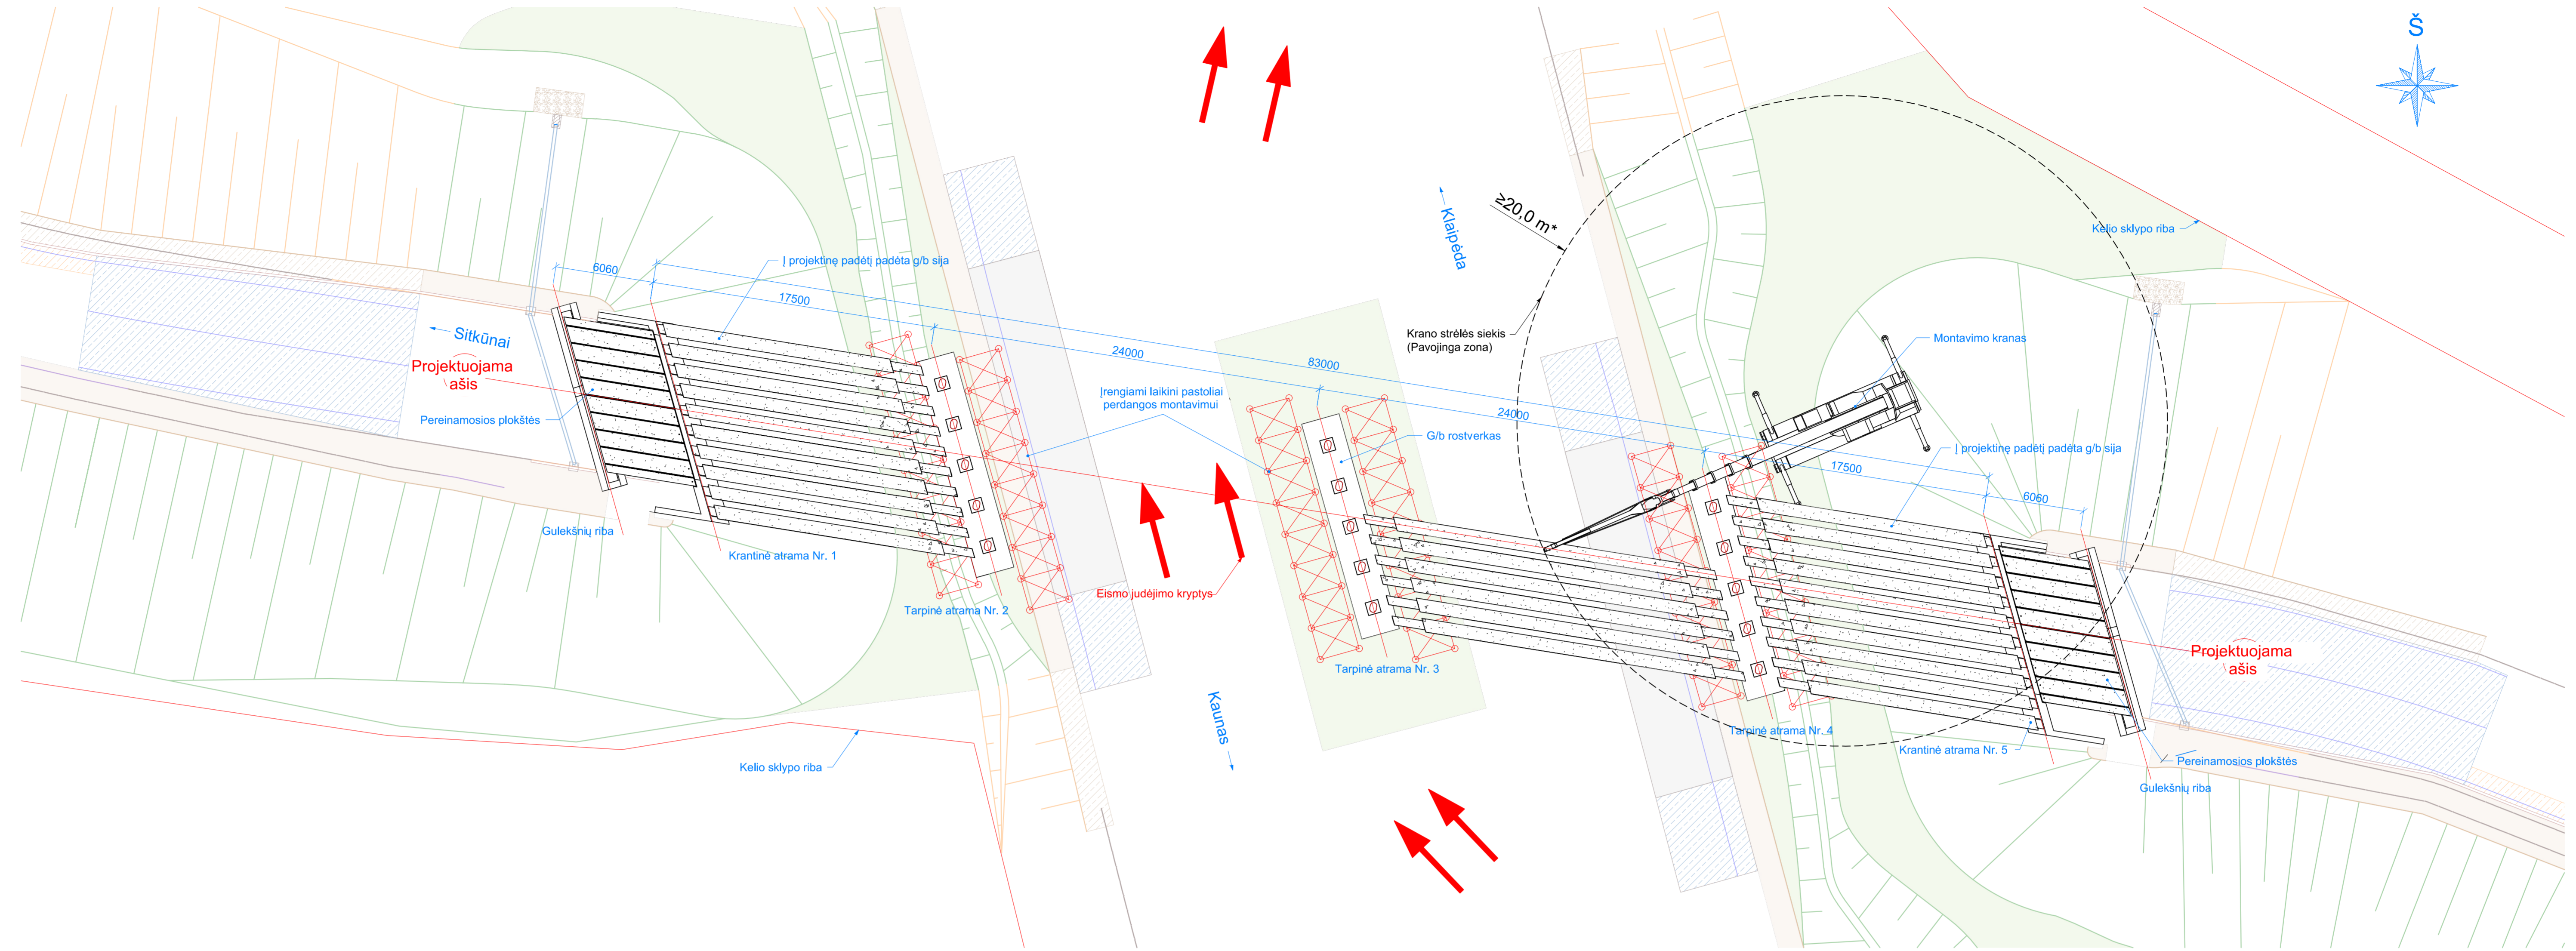 Š
≥20,0 m*
Klaipėda
Kelio sklypo riba
6060
Į projektinę padėtį padėta g/b sija
17500
Sitkūnai
Projektuojama
ašis
24000
83000
Krano strėlės siekis
(Pavojinga zona)
Montavimo kranas
Įrengiami laikini pastoliai
perdangos montavimui
24000
Pereinamosios plokštės
G/b rostverkas
Į projektinę padėtį padėta g/b sija
17500
6060
Gulekšnių riba
Krantinė atrama Nr. 1
Eismo judėjimo kryptys
Tarpinė atrama Nr. 2
Tarpinė atrama Nr. 3
Projektuojama
ašis
Kaunas
Tarpinė atrama Nr. 4
Krantinė atrama Nr. 5
Kelio sklypo riba
Pereinamosios plokštės
Gulekšnių riba